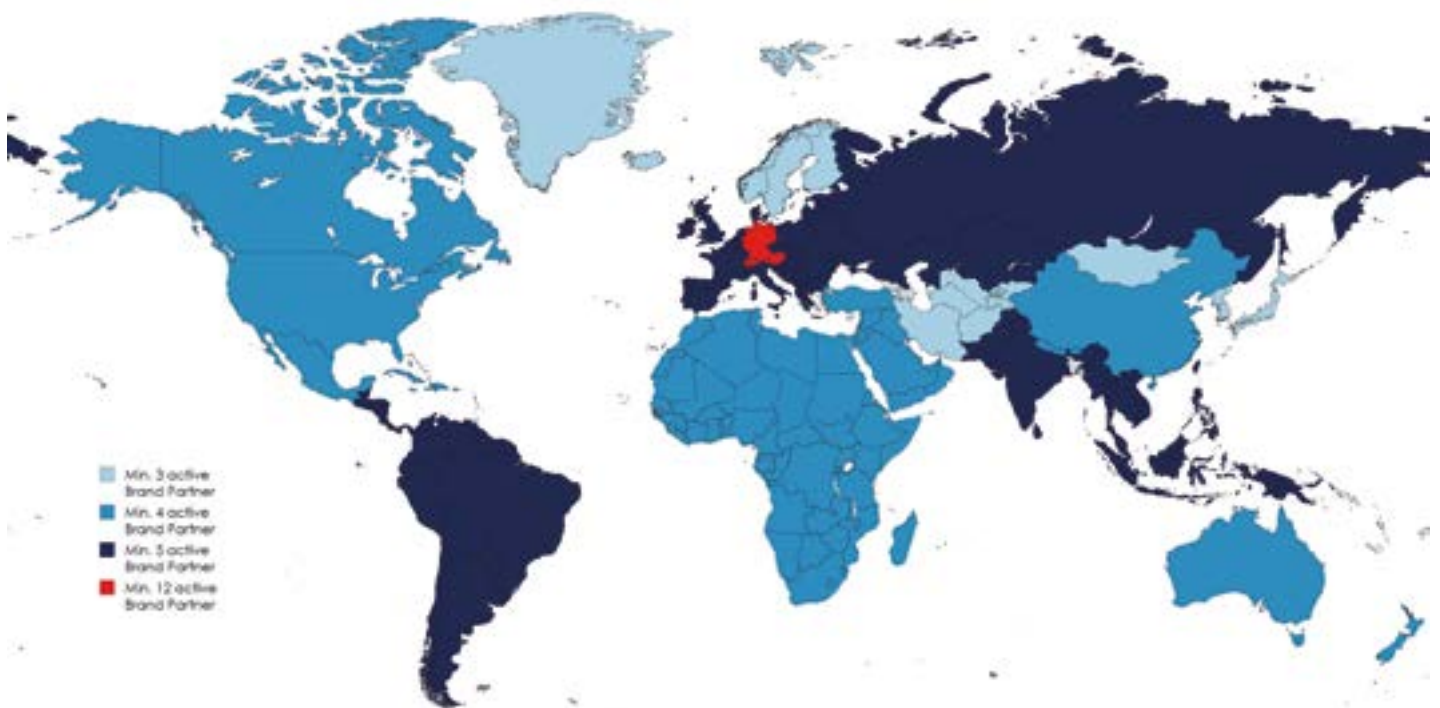 Min. 3 active
Brand Partner
Min. 4 active
Brand Partner
Min. 5 active
Brand Partner
Min. 12 active
Brand Partner